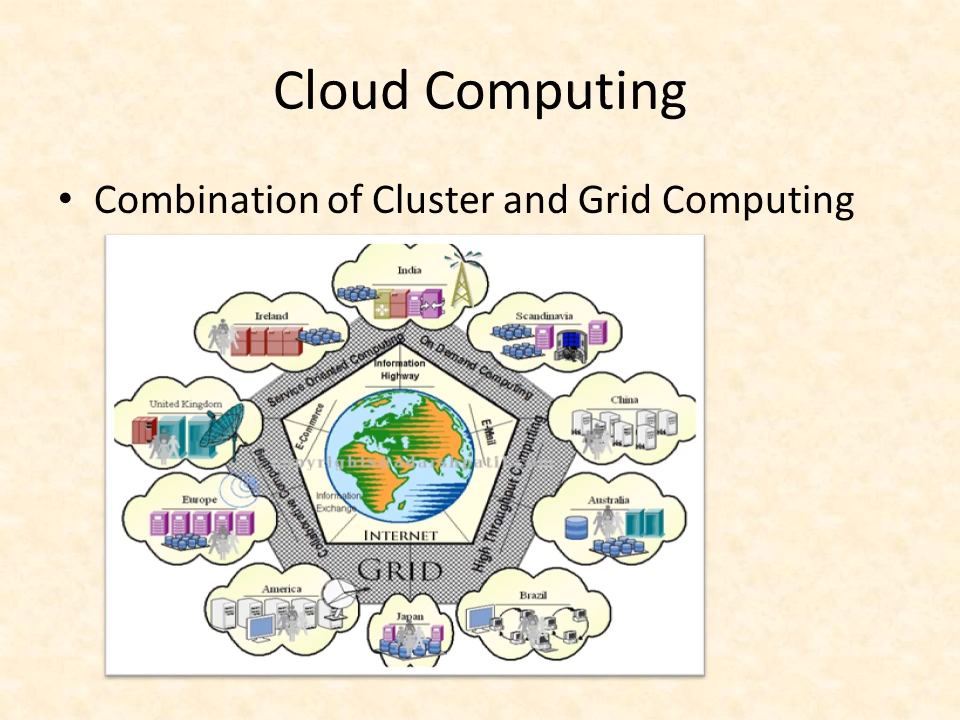 Cloud Computing
• Combination of Cluster and Grid Computing
India
Ireland
Scandinavia
Service Oriented Computing
On Demand Computing
Information
Highway
United Kingdom
China
E-Commerce
E-Mail
Collaborative Computing
High Throughput Computing
Europe
Information
Exchange
Australia
INTERNET
GRID
America
Brazil
Japan